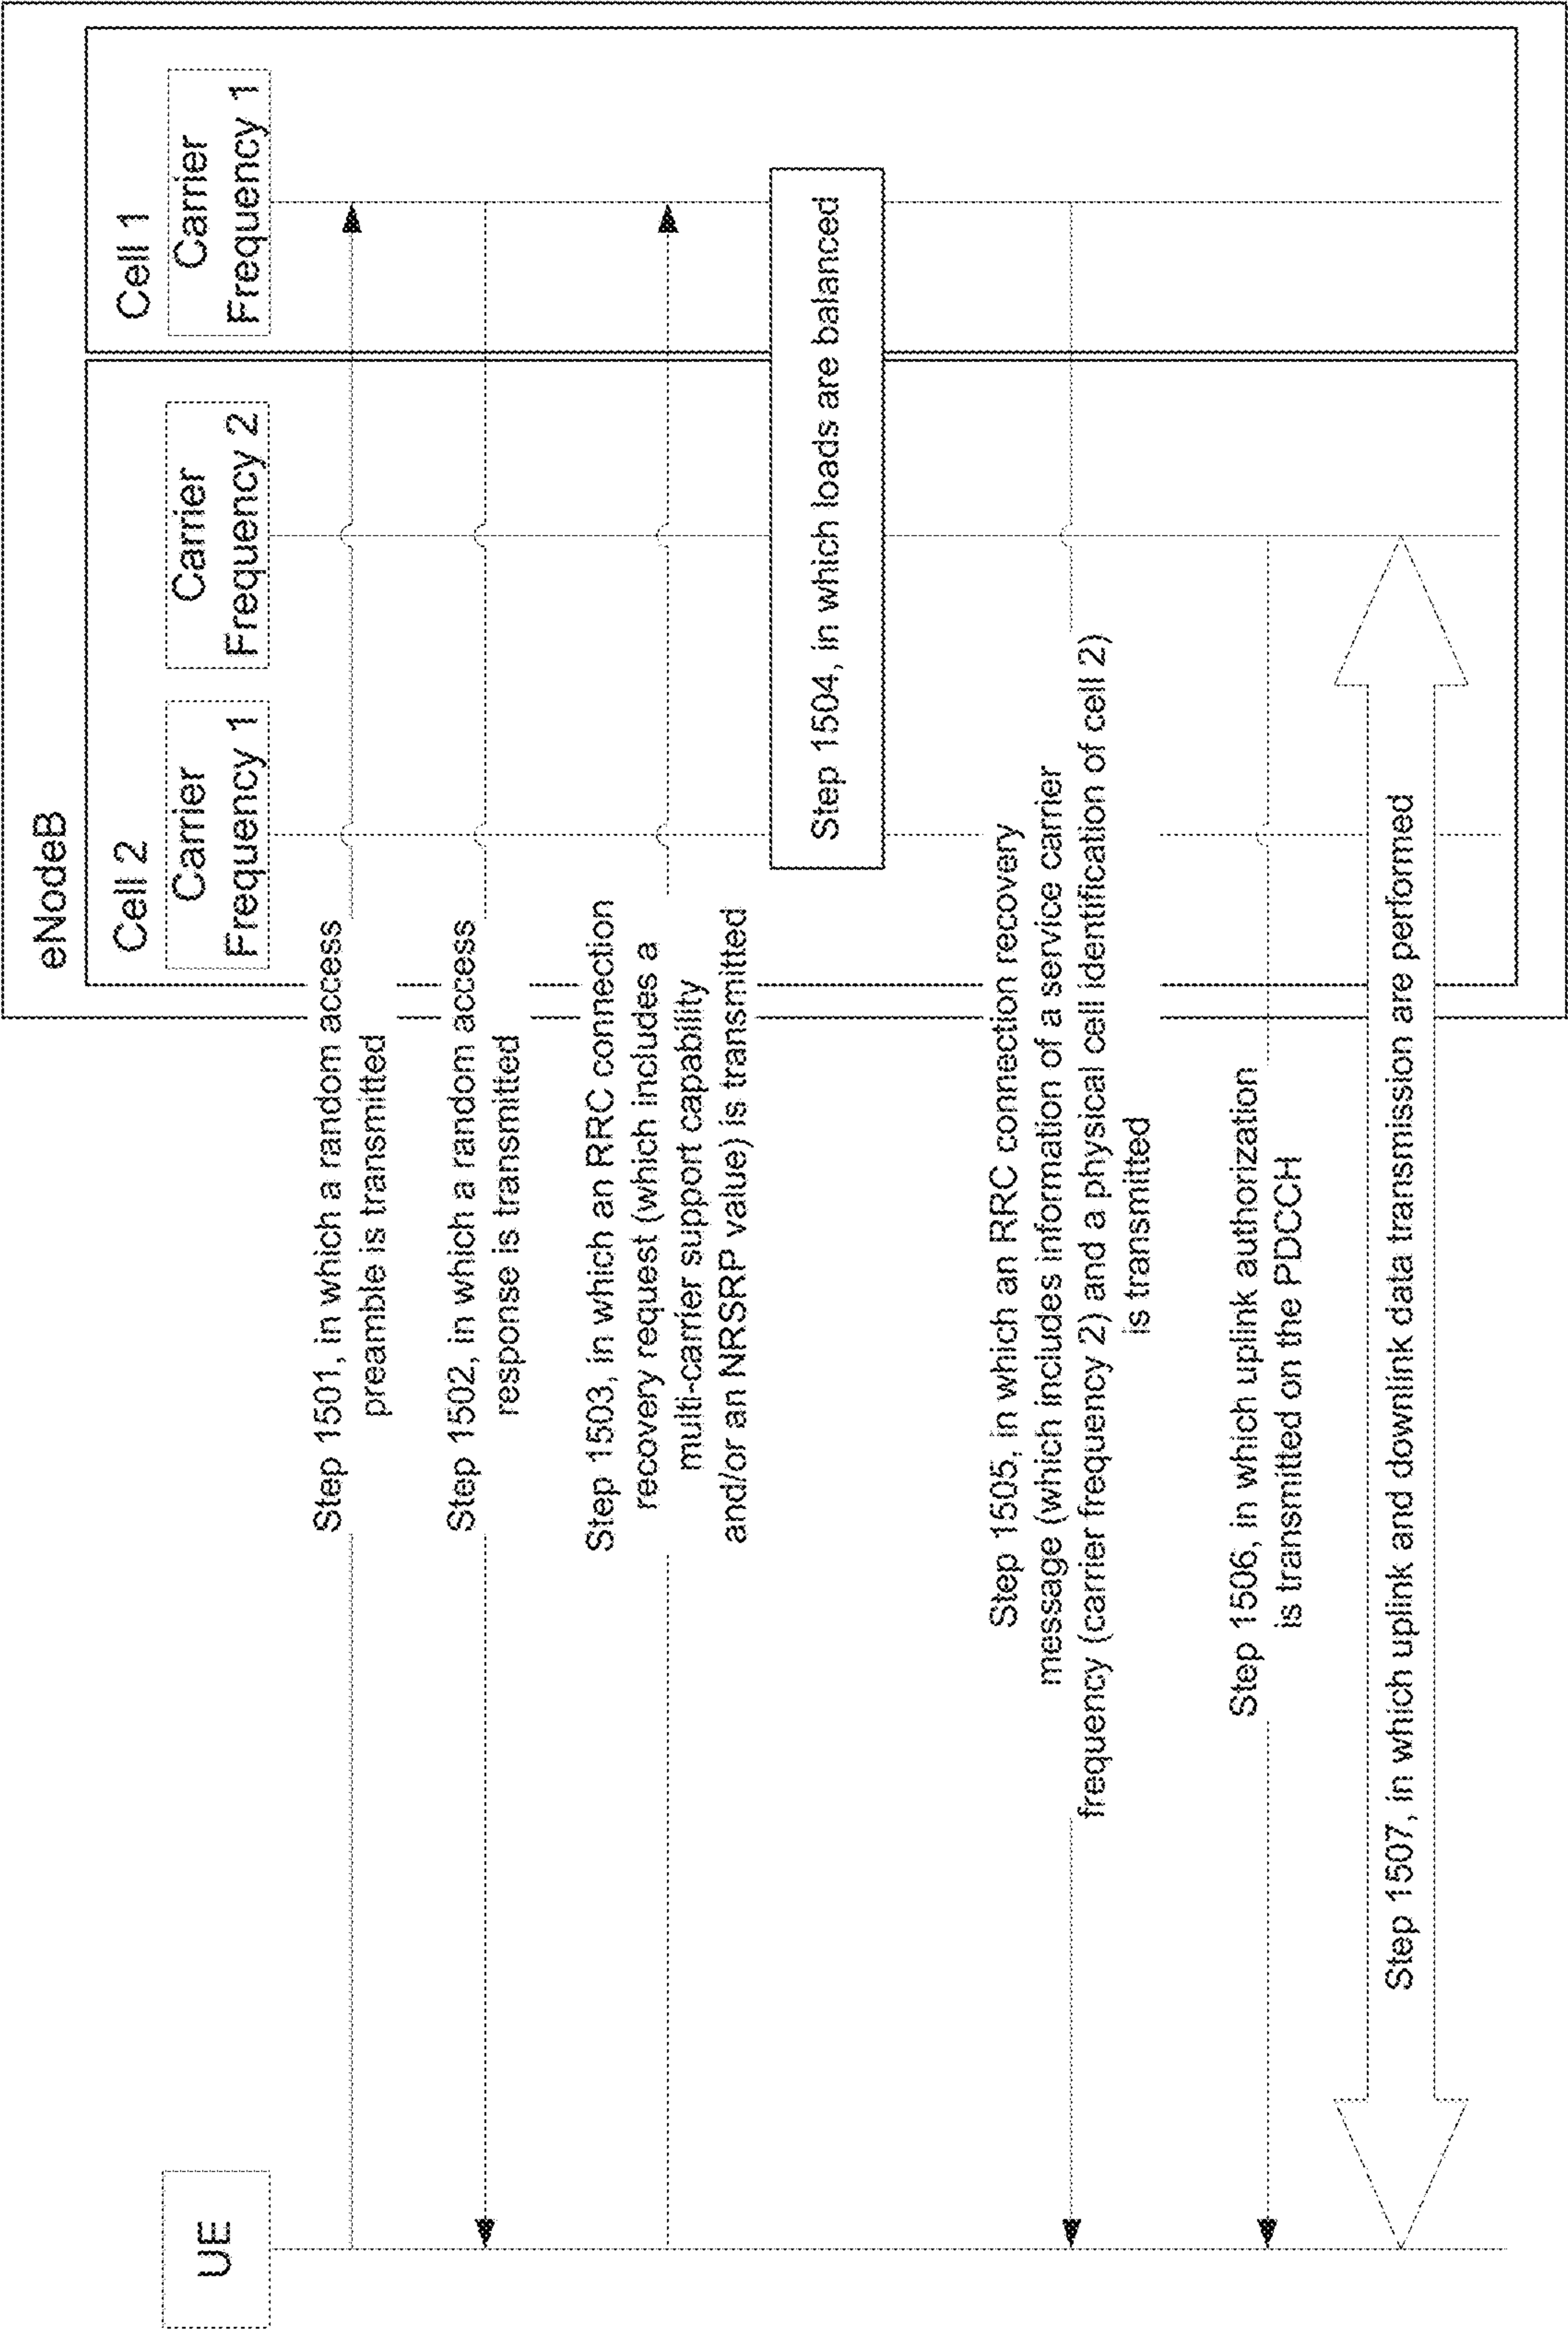 eNodeB
UE
Cell 2
Cell 1
Carrier
Frequency 1
Carrier
Frequency 2
Carrier
Frequency 1
Step 1501, in which a random access
preamble is transmitted
Step 1502, in which a random access
response is transmitted
Step 1503, in which an RRC connection
recovery request (which includes a
multi-carrier support capability
and/or an NRSRP value) is transmitted
Step 1504, in which loads are balanced
Step 1505, in which an RRC connection recovery
message (which includes information of a service carrier
frequency (carrier frequency 2) and a physical cell identification of cell 2)
is transmitted
Step 1506, in which uplink authorization
is transmitted on the PDCCH
Step 1507, in which uplink and downlink data transmission are performed